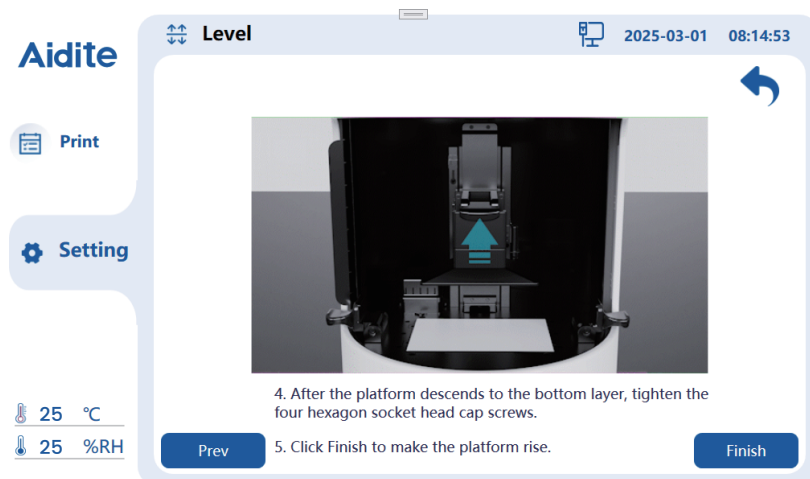 Aidite
Level
2025-03-01 08:14:53
Print
Setting
4. After the platform descends to the bottom layer, tighten the
four hexagon socket head cap screws.
5. Click Finish to make the platform rise.
25 ℃
25 %RH
Prev
Finish